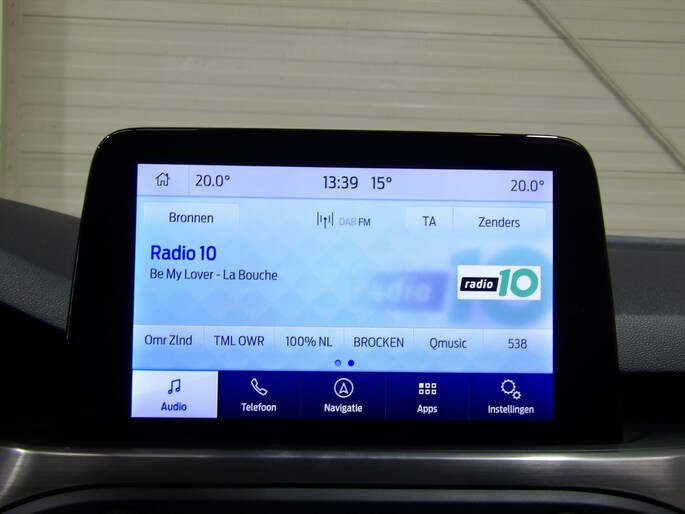 20.0° 13:39 15° 20.0°
Bronnen DAB FM TA Zenders
Radio 10
Be My Lover - La Bouche
radio 10
Omr Zlnd TML OWR 100% NL BROCKEN Qmusic 538
Audio Telefoon Navigatie Apps Instellingen